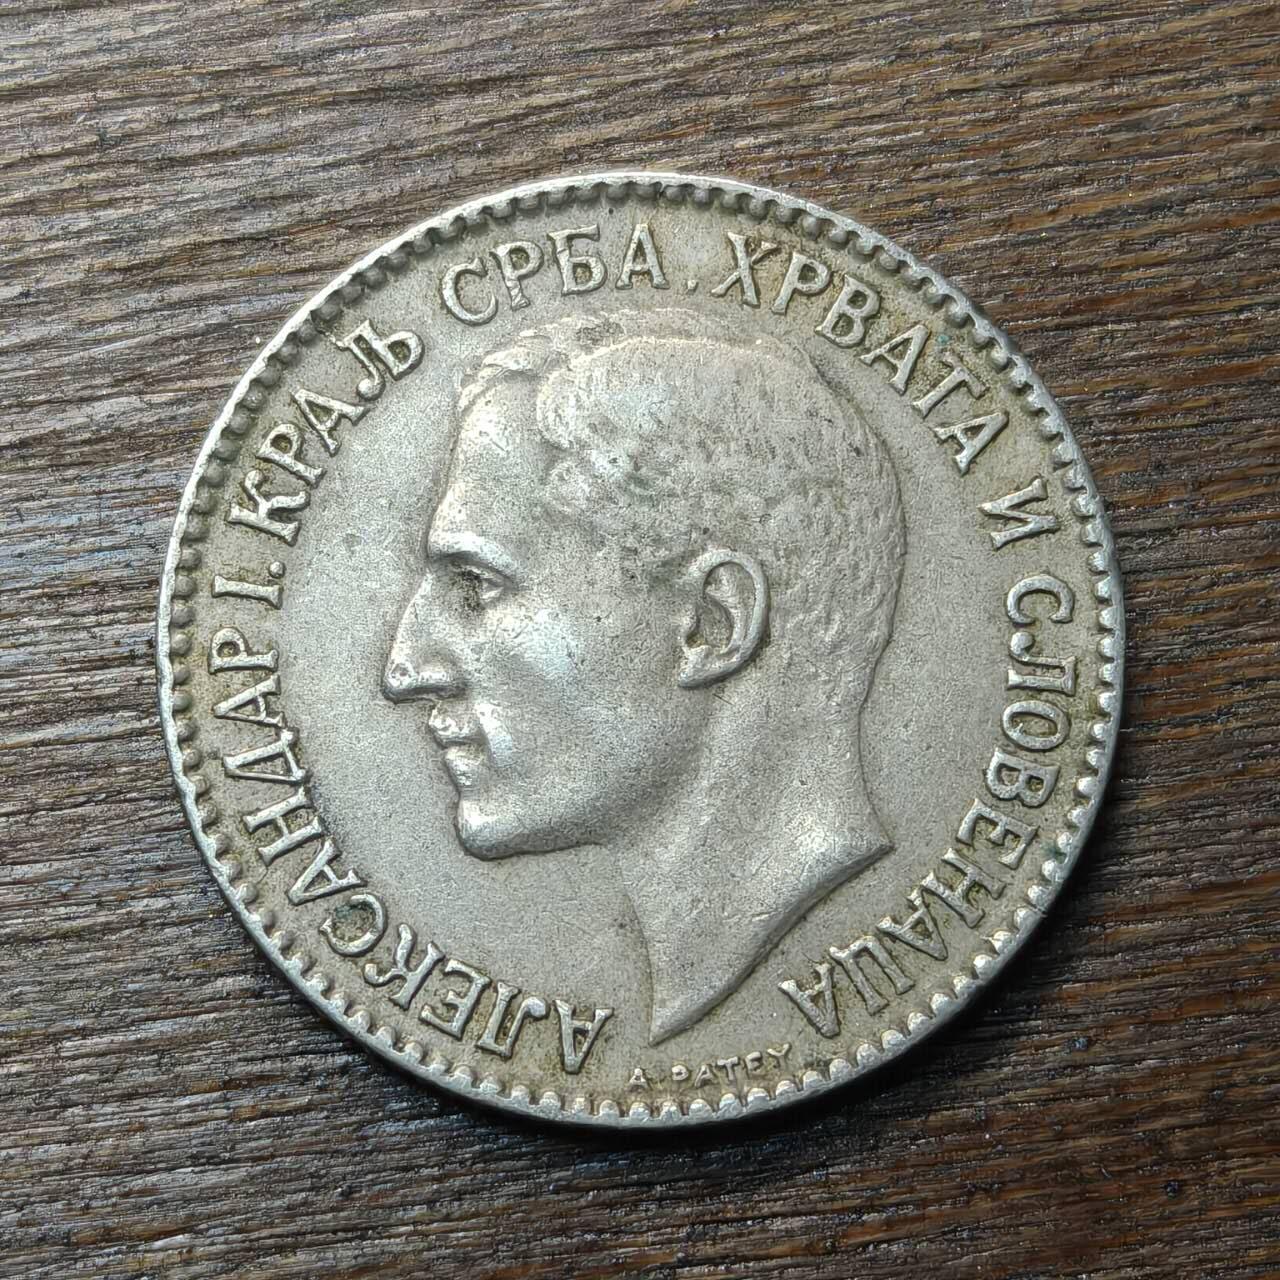 АЛЕКСАНДАР I. КРАЉ СРБА, ХРВАТА И СЛОВЕНАЦА
A. PATEY